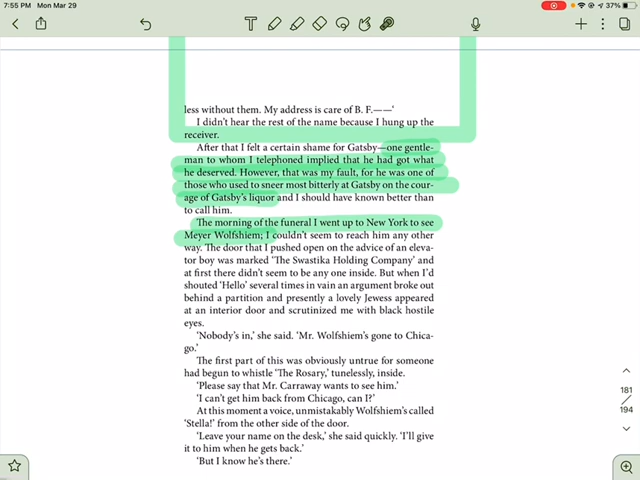 7:55 PM Mon Mar 29
37%
less without them. My address is care of B. F.——‘
I didn’t hear the rest of the name because I hung up the
receiver.
After that I felt a certain shame for Gatsby—one gentle-
man to whom I telephoned implied that he had got what
he deserved. However, that was my fault, for he was one of
those who used to sneer most bitterly at Gatsby on the cour-
age of Gatsby’s liquor and I should have known better than
to call him.
The morning of the funeral I went up to New York to see
Meyer Wolfshiem; I couldn’t seem to reach him any other
way. The door that I pushed open on the advice of an eleva-
tor boy was marked ‘The Swastika Holding Company’ and
at first there didn’t seem to be any one inside. But when I’d
shouted ‘Hello’ several times in vain an argument broke out
behind a partition and presently a lovely Jewess appeared
at an interior door and scrutinized me with black hostile
eyes.
‘Nobody’s in,’ she said. ‘Mr. Wolfshiem’s gone to Chica-
go.’
The first part of this was obviously untrue for someone
had begun to whistle ‘The Rosary,’ tunelessly, inside.
‘Please say that Mr. Carraway wants to see him.’
‘I can’t get him back from Chicago, can I?’
At this moment a voice, unmistakably Wolfshiem’s called
‘Stella!’ from the other side of the door.
‘Leave your name on the desk,’ she said quickly. ‘I’ll give
it to him when he gets back.’
‘But I know he’s there.’
181
194